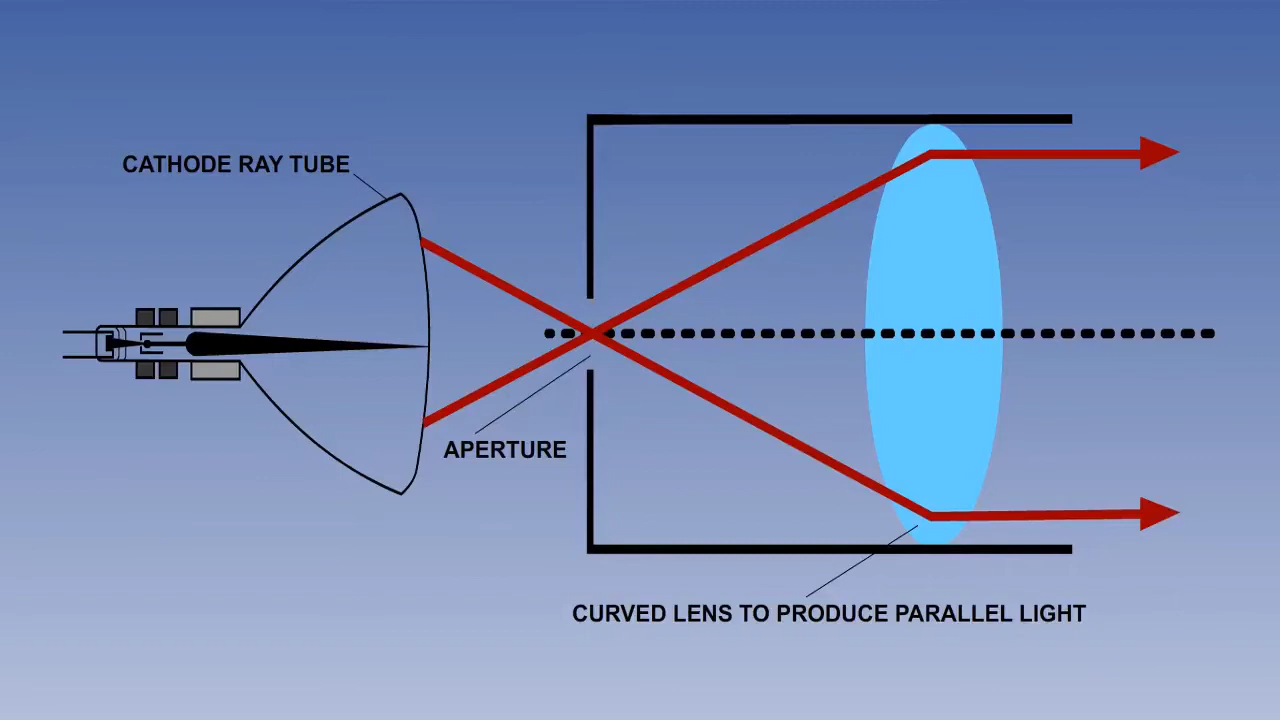 CATHODE RAY TUBE
APERTURE
CURVED LENS TO PRODUCE PARALLEL LIGHT